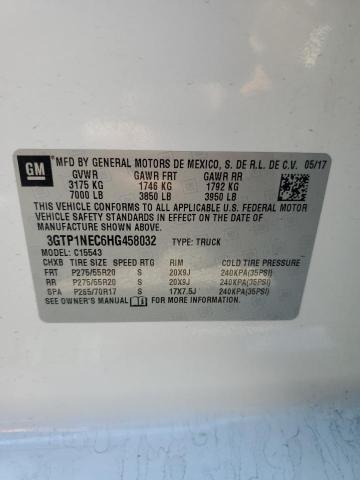 GM
MFD BY GENERAL MOTORS DE MEXICO, S. DE R.L. DE C.V. 05/17
GVWR GAWR FRT GAWR RR
3175 KG 1746 KG 1792 KG
7000 LB 3850 LB 3950 LB
THIS VEHICLE CONFORMS TO ALL APPLICABLE U.S. FEDERAL MOTOR
VEHICLE SAFETY AND THEFT PREVENTION STANDARDS IN EFFECT ON
THE DATE OF MANUFACTURE SHOWN ABOVE.
3GTP1NEC6HG458032 TYPE: TRUCK
MODEL: C15543
CHXB TIRE SIZE SPEED RTG RIM COLD TIRE PRESSURE
FRT P275/55R20 S 20X9J 240KPA(35PSI)
RR P275/55R20 S 20X9J 240KPA(35PSI)
SPA P265/70R17 S 17X7.5J 240KPA(35PSI)
SEE OWNER'S MANUAL FOR MORE INFORMATION.